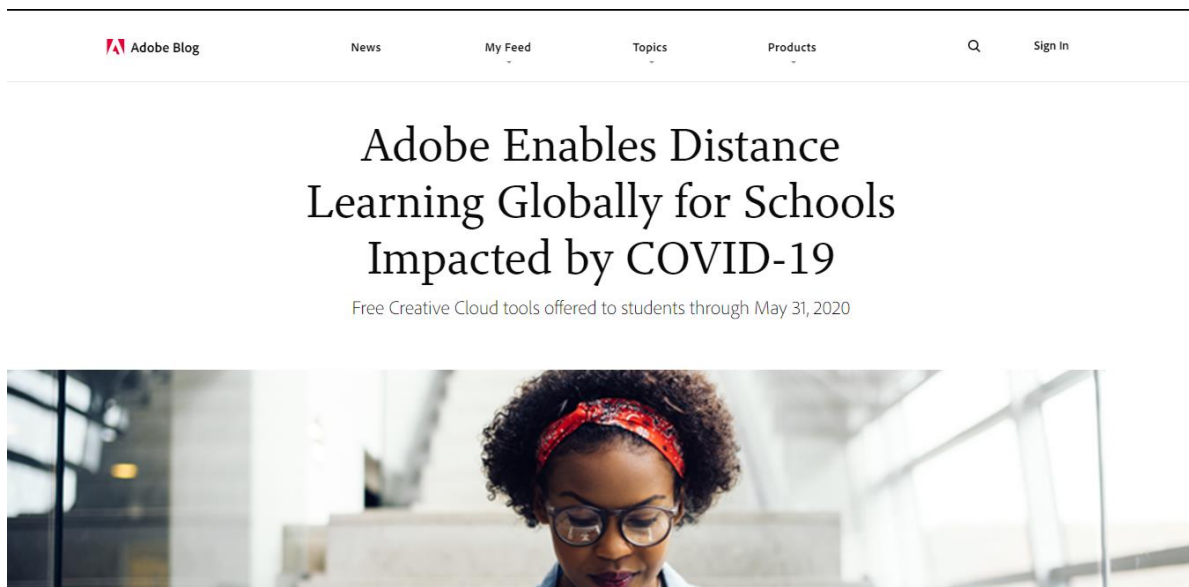 Adobe Blog
News
My Feed
Topics
Products
Sign In
Adobe Enables Distance
Learning Globally for Schools
Impacted by COVID-19
Free Creative Cloud tools offered to students through May 31, 2020